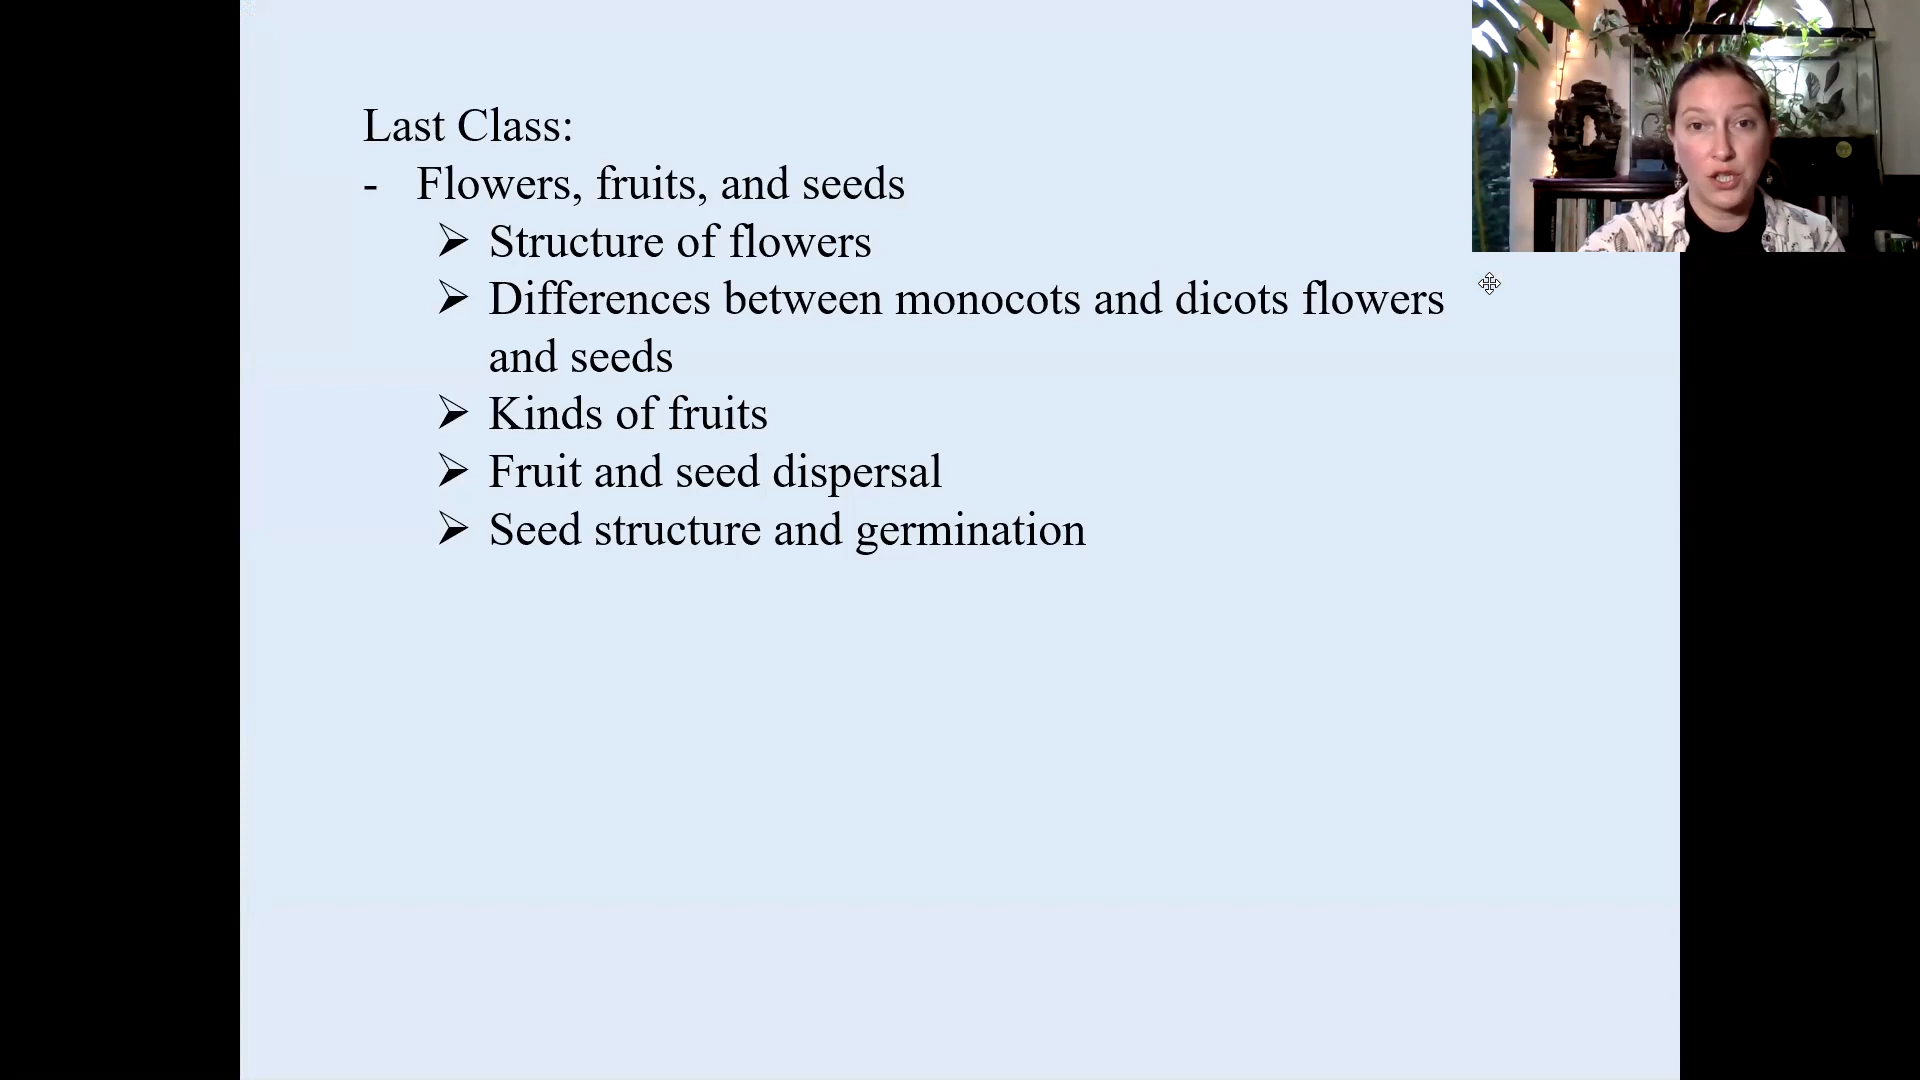 Last Class:
- Flowers, fruits, and seeds
➢ Structure of flowers
➢ Differences between monocots and dicots flowers
and seeds
➢ Kinds of fruits
➢ Fruit and seed dispersal
➢ Seed structure and germination